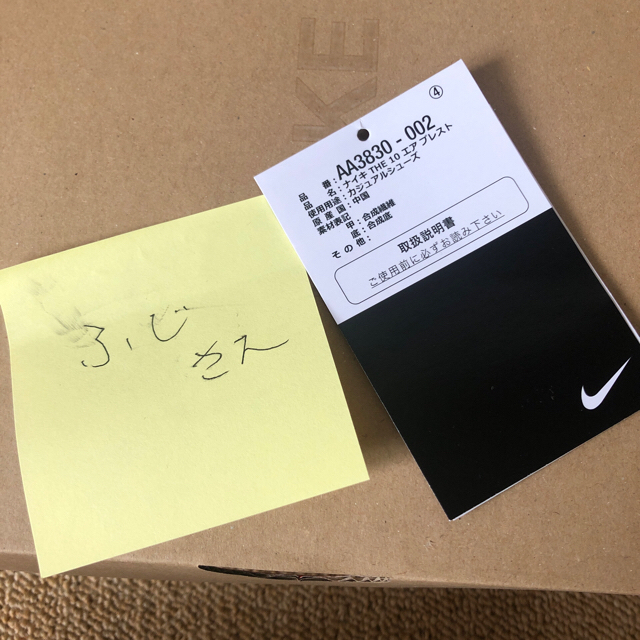 KE
④
品 番：AA3830 - 002
品 名：ナイキ THE 10 エア プレスト
使用用途：カジュアルシューズ
原 産 国：中国
素材表記 甲：合成繊維
底：合成底
その他：
取扱説明書
ご使用前に必ずお読み下さい
ふじ
さん